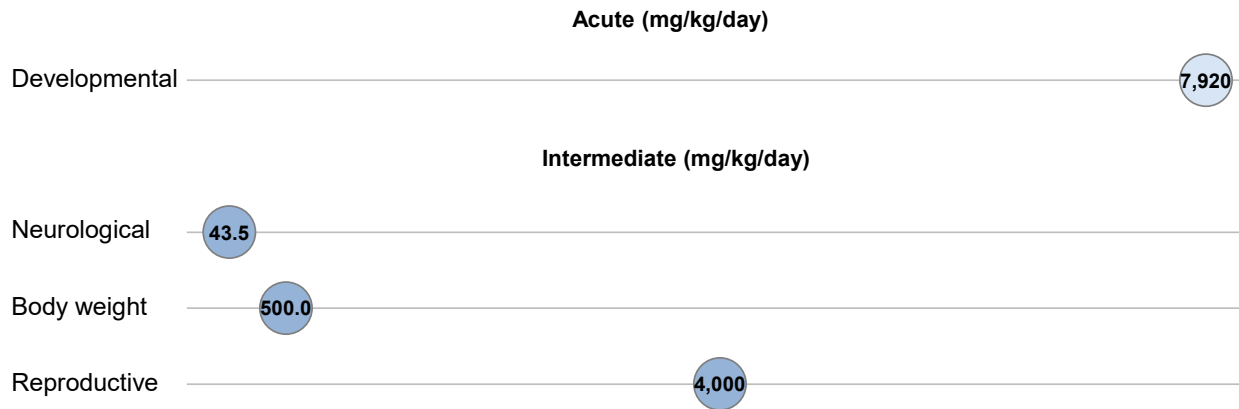 Acute (mg/kg/day)
Developmental 7,920
Intermediate (mg/kg/day)
Neurological 43.5
Body weight 500.0
Reproductive 4,000